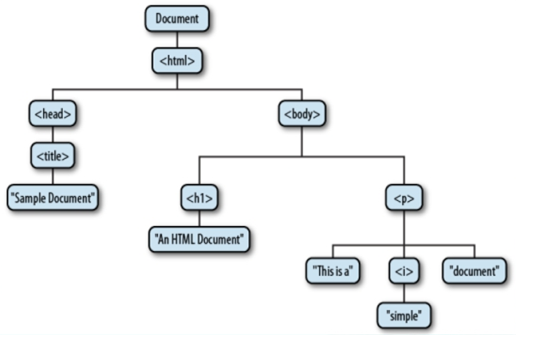 Document
<html>
<head>
<body>
<title>
"Sample Document"
<h1>
<p>
"An HTML Document"
"This is a"
<i>
"document"
"simple"